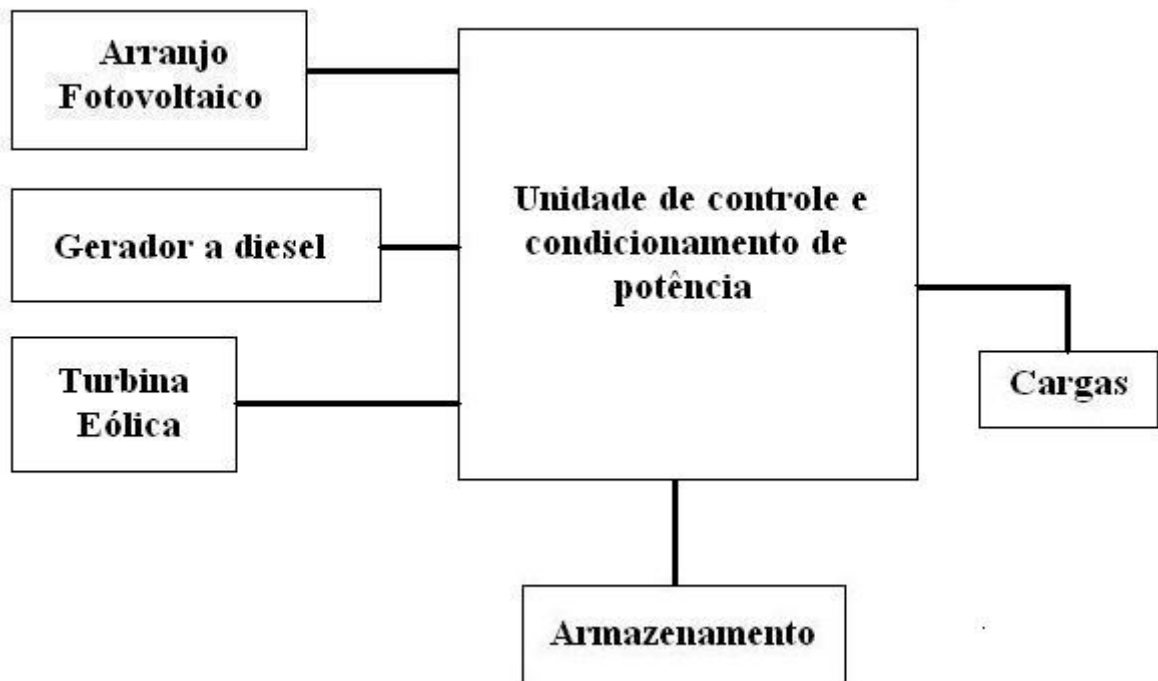 Arranjo
Fotovoltaico
Gerador a diesel
Turbina
Eólica
Unidade de controle e
condicionamento de
potência
Cargas
Armazenamento